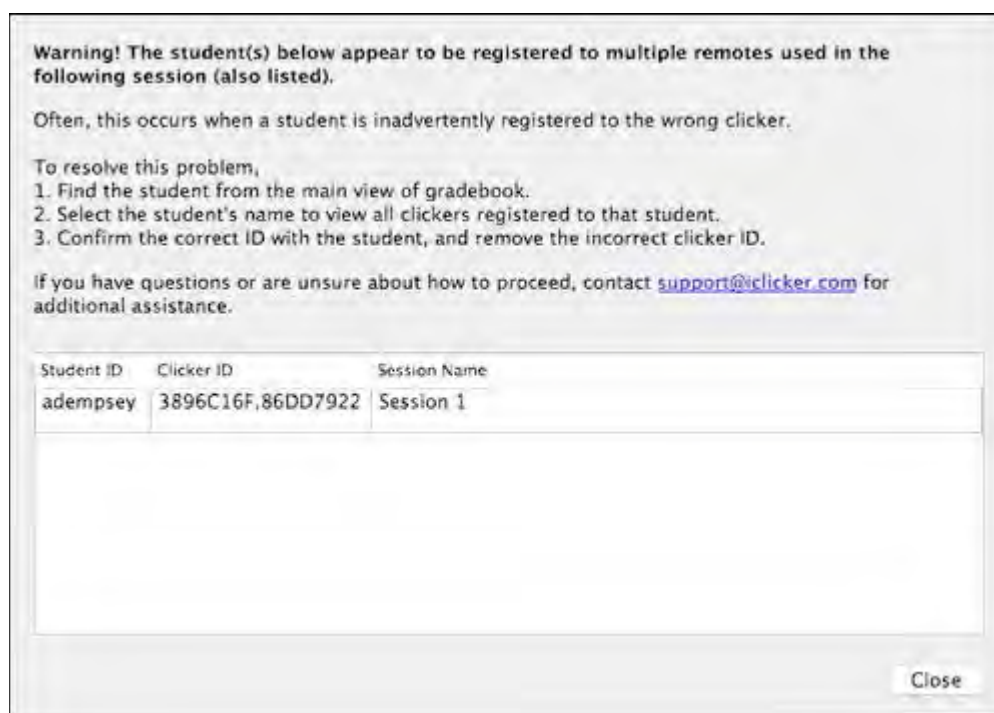 Warning! The student(s) below appear to be registered to multiple remotes used in the
following session (also listed).
Often, this occurs when a student is inadvertently registered to the wrong clicker.
To resolve this problem,
1. Find the student from the main view of gradebook.
2. Select the student's name to view all clickers registered to that student.
3. Confirm the correct ID with the student, and remove the incorrect clicker ID.
If you have questions or are unsure about how to proceed, contact support@iclicker.com for
additional assistance.
Student ID Clicker ID Session Name
adempsey 3896C16F,86DD7922 Session 1
Close